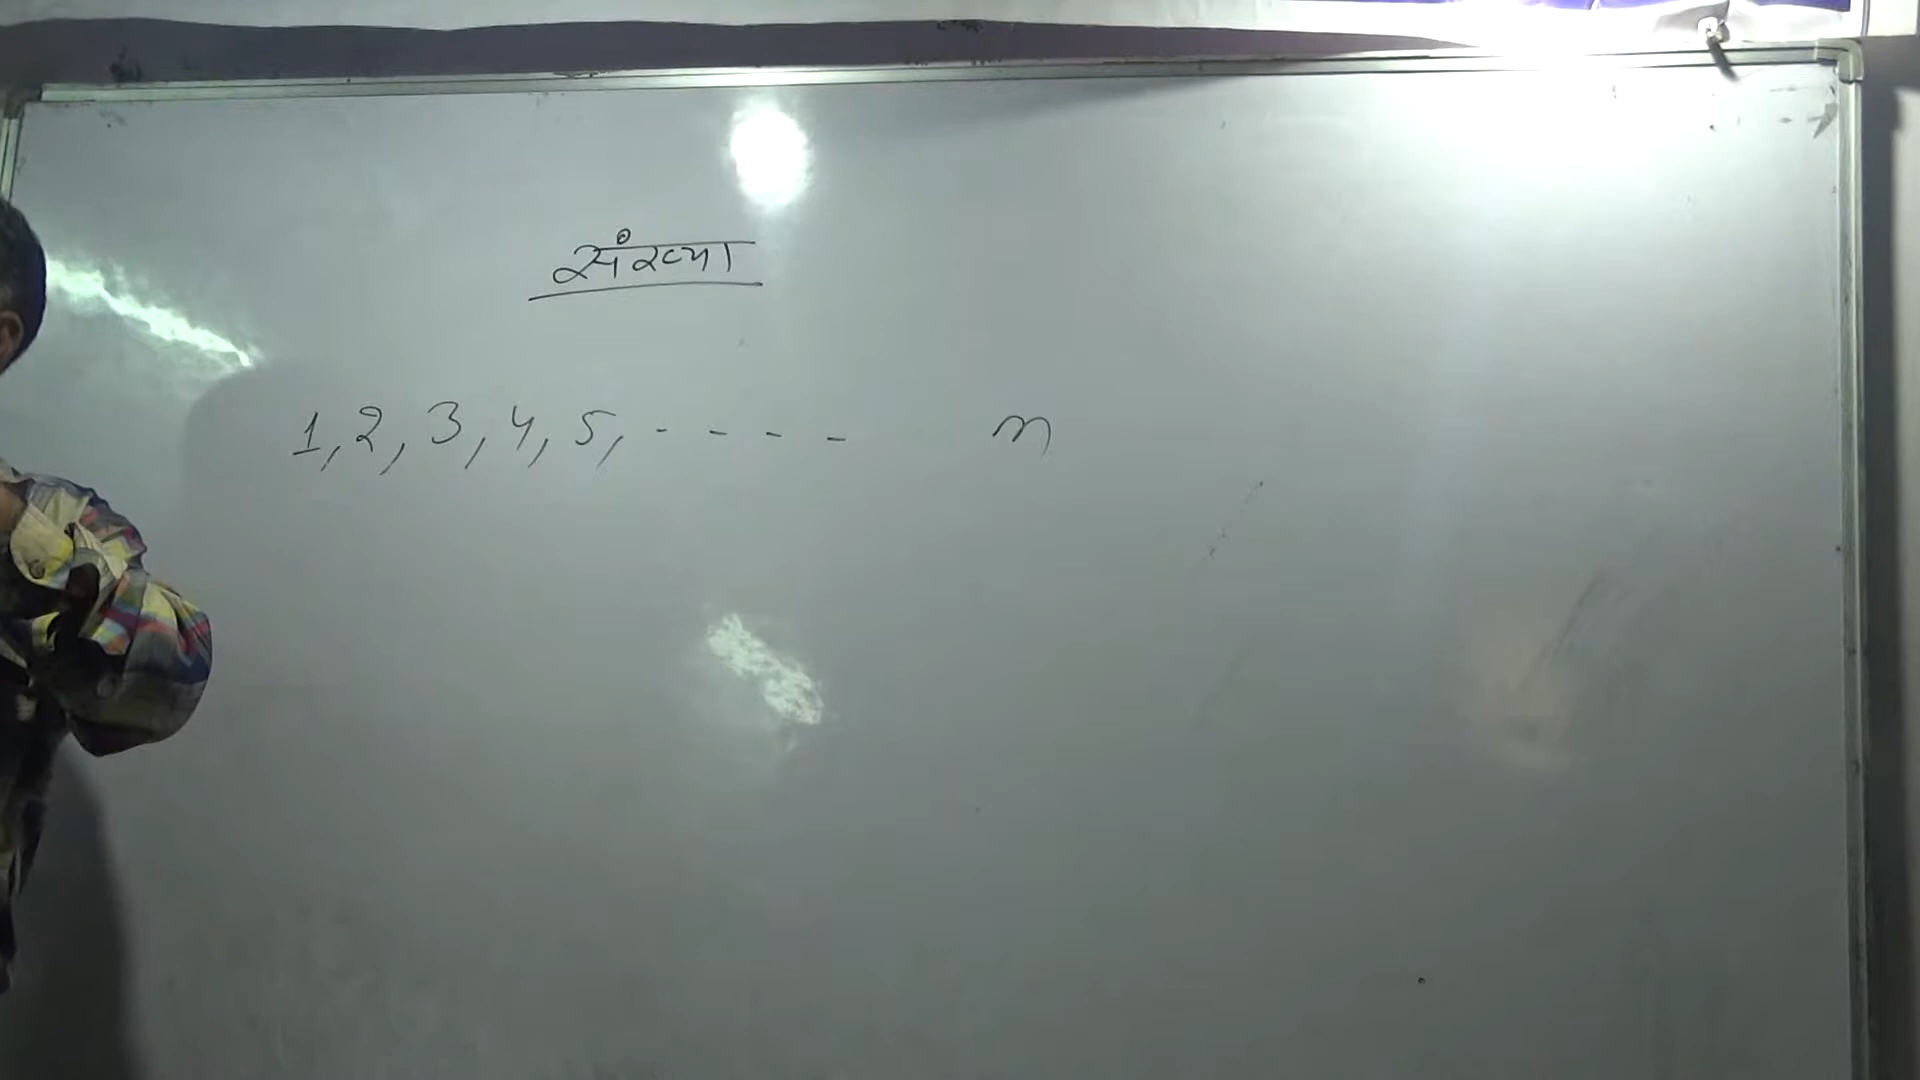 संख्या
1, 2, 3, 4, 5, - - - - n